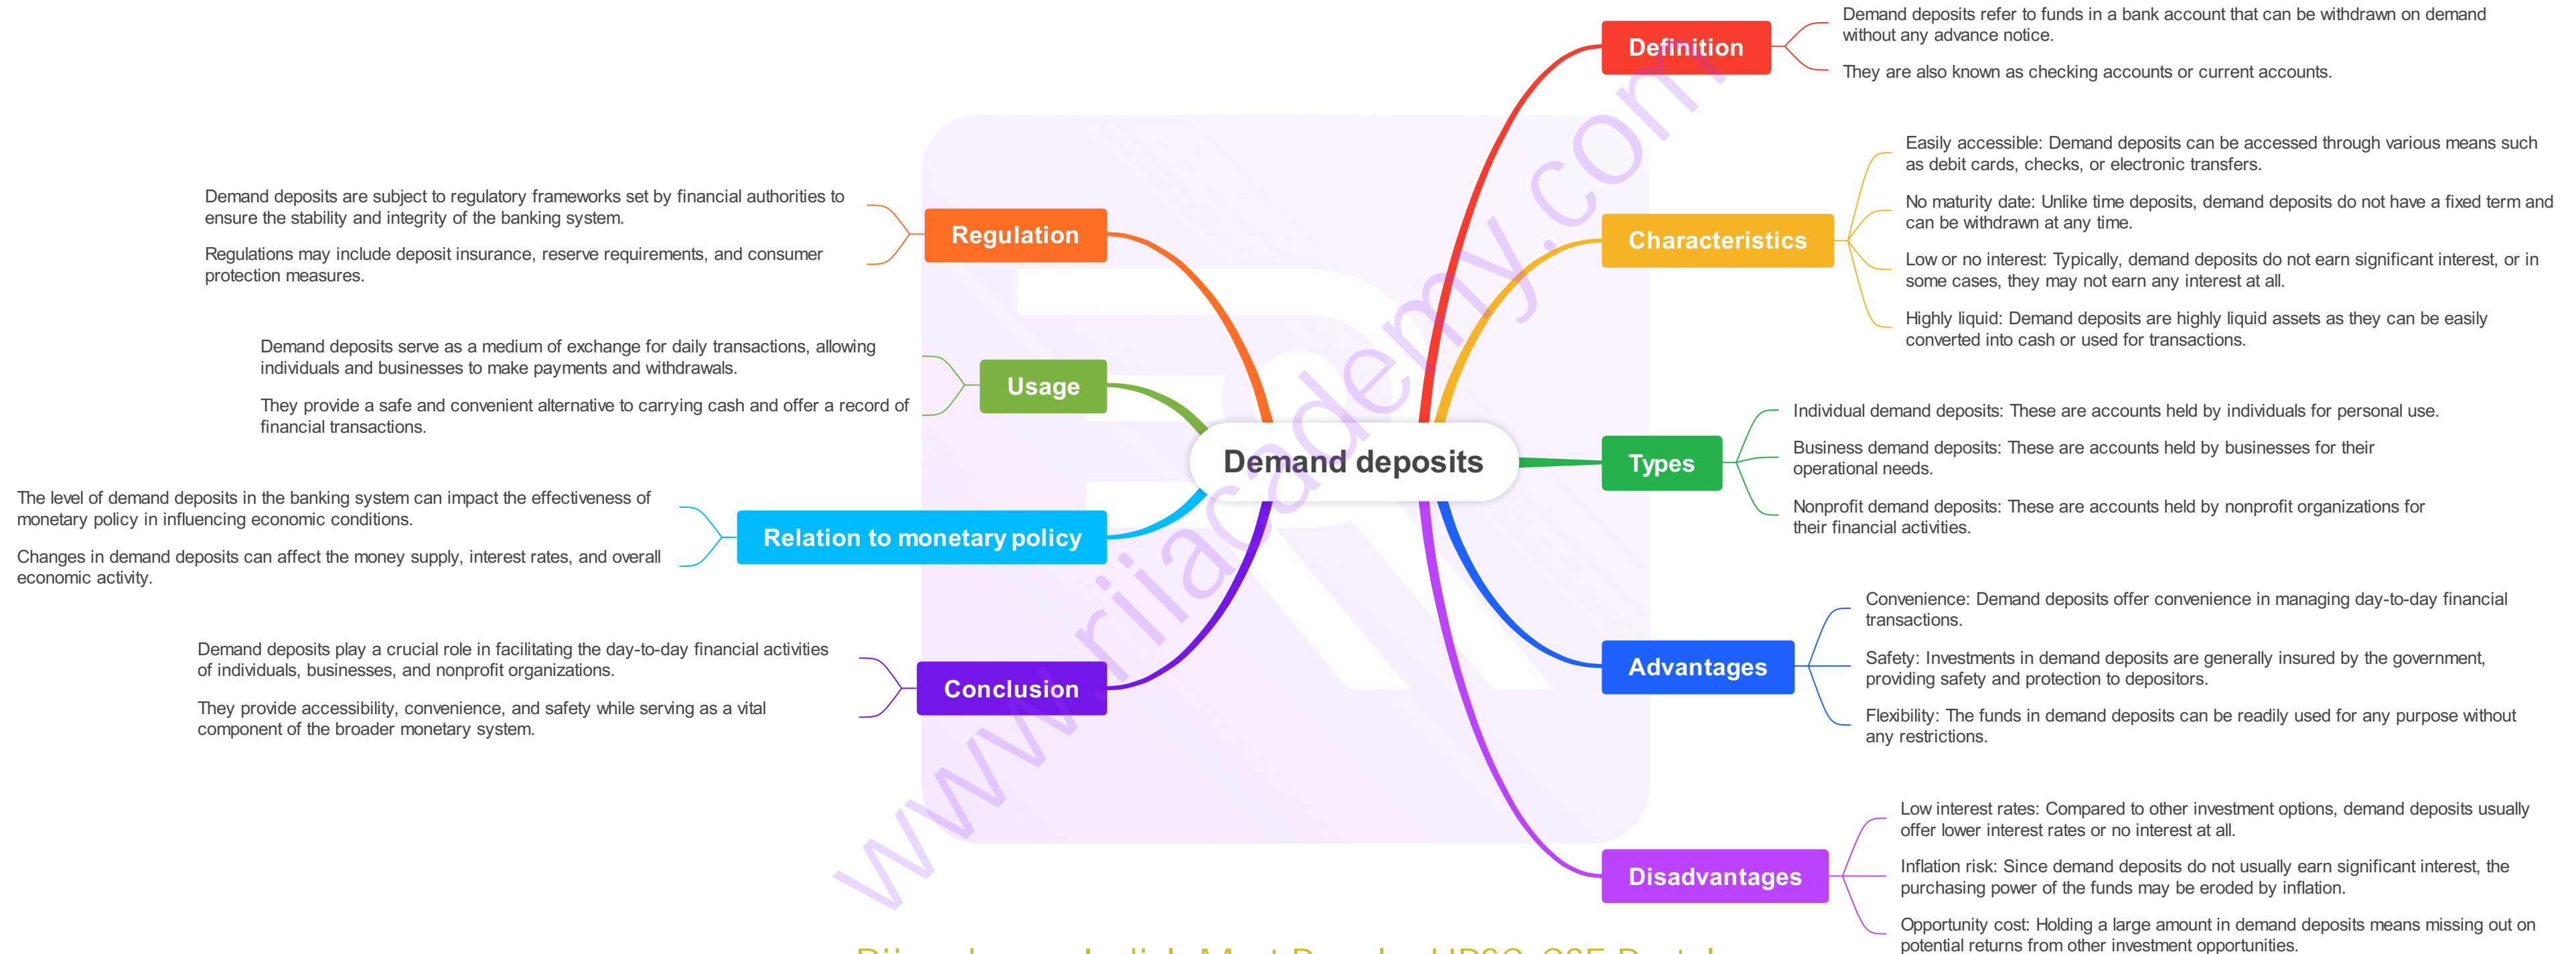 Demand deposits
Definition
Demand deposits refer to funds in a bank account that can be withdrawn on demand
without any advance notice.
They are also known as checking accounts or current accounts.
Characteristics
Easily accessible: Demand deposits can be accessed through various means such
as debit cards, checks, or electronic transfers.
No maturity date: Unlike time deposits, demand deposits do not have a fixed term and
can be withdrawn at any time.
Low or no interest: Typically, demand deposits do not earn significant interest, or in
some cases, they may not earn any interest at all.
Highly liquid: Demand deposits are highly liquid assets as they can be easily
converted into cash or used for transactions.
Types
Individual demand deposits: These are accounts held by individuals for personal use.
Business demand deposits: These are accounts held by businesses for their
operational needs.
Nonprofit demand deposits: These are accounts held by nonprofit organizations for
their financial activities.
Advantages
Convenience: Demand deposits offer convenience in managing day-to-day financial
transactions.
Safety: Investments in demand deposits are generally insured by the government,
providing safety and protection to depositors.
Flexibility: The funds in demand deposits can be readily used for any purpose without
any restrictions.
Disadvantages
Low interest rates: Compared to other investment options, demand deposits usually
offer lower interest rates or no interest at all.
Inflation risk: Since demand deposits do not usually earn significant interest, the
purchasing power of the funds may be eroded by inflation.
Opportunity cost: Holding a large amount in demand deposits means missing out on
potential returns from other investment opportunities.
Regulation
Demand deposits are subject to regulatory frameworks set by financial authorities to
ensure the stability and integrity of the banking system.
Regulations may include deposit insurance, reserve requirements, and consumer
protection measures.
Usage
Demand deposits serve as a medium of exchange for daily transactions, allowing
individuals and businesses to make payments and withdrawals.
They provide a safe and convenient alternative to carrying cash and offer a record of
financial transactions.
Relation to monetary policy
The level of demand deposits in the banking system can impact the effectiveness of
monetary policy in influencing economic conditions.
Changes in demand deposits can affect the money supply, interest rates, and overall
economic activity.
Conclusion
Demand deposits play a crucial role in facilitating the day-to-day financial activities
of individuals, businesses, and nonprofit organizations.
They provide accessibility, convenience, and safety while serving as a vital
component of the broader monetary system.
www.riiacademy.com